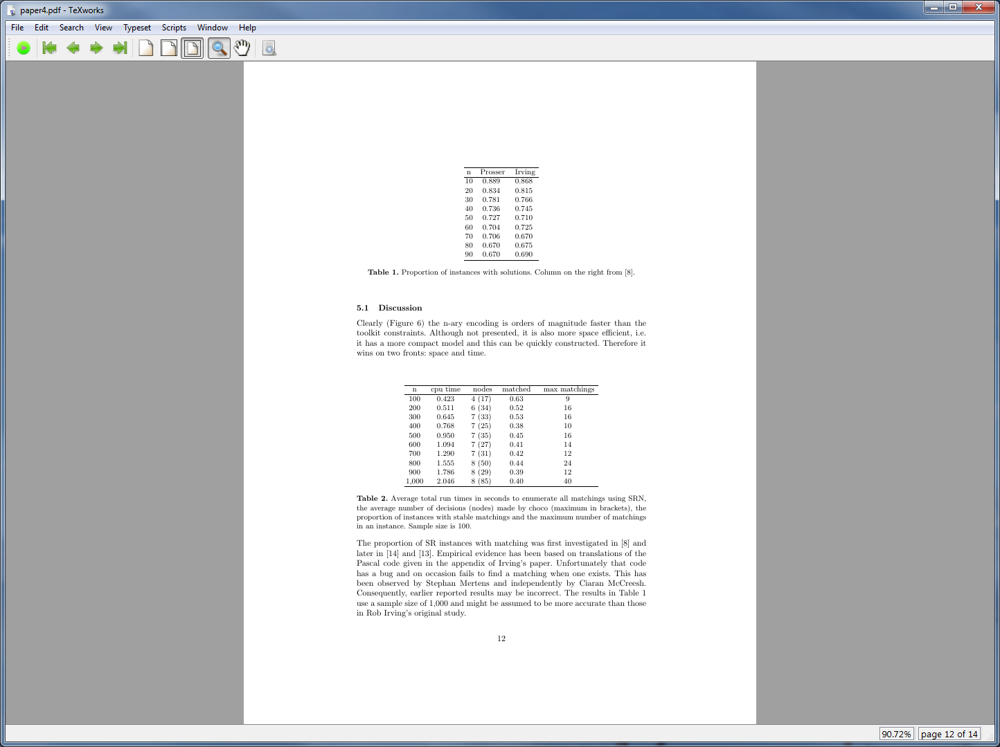 paper4.pdf - TeXworks
File Edit Search View Typeset Scripts Window Help
n Prosser Irving
10 0.889 0.868
20 0.834 0.815
30 0.781 0.766
40 0.736 0.745
50 0.727 0.710
60 0.704 0.725
70 0.706 0.670
80 0.670 0.675
90 0.670 0.690
Table 1. Proportion of instances with solutions. Column on the right from [8].
5.1 Discussion
Clearly (Figure 6) the n-ary encoding is orders of magnitude faster than the
toolkit constraints. Although not presented, it is also more space efficient, i.e.
it has a more compact model and this can be quickly constructed. Therefore it
wins on two fronts: space and time.
n cpu time nodes matched max matchings
100 0.423 4 (17) 0.63 9
200 0.511 6 (34) 0.52 16
300 0.645 7 (33) 0.53 16
400 0.768 7 (25) 0.38 10
500 0.950 7 (35) 0.45 16
600 1.094 7 (27) 0.41 14
700 1.290 7 (31) 0.42 12
800 1.555 8 (50) 0.44 24
900 1.786 8 (29) 0.39 12
1,000 2.046 8 (85) 0.40 40
Table 2. Average total run times in seconds to enumerate all matchings using SRN,
the average number of decisions (nodes) made by choco (maximum in brackets), the
proportion of instances with stable matchings and the maximum number of matchings
in an instance. Sample size is 100.
The proportion of SR instances with matching was first investigated in [8] and
later in [14] and [13]. Empirical evidence has been based on translations of the
Pascal code given in the appendix of Irving's paper. Unfortunately that code
has a bug and on occasion fails to find a matching when one exists. This has
been observed by Stephan Mertens and independently by Ciaran McCreesh.
Consequently, earlier reported results may be incorrect. The results in Table 1
use a sample size of 1,000 and might be assumed to be more accurate than those
in Rob Irving's original study.
12
90.72% page 12 of 14